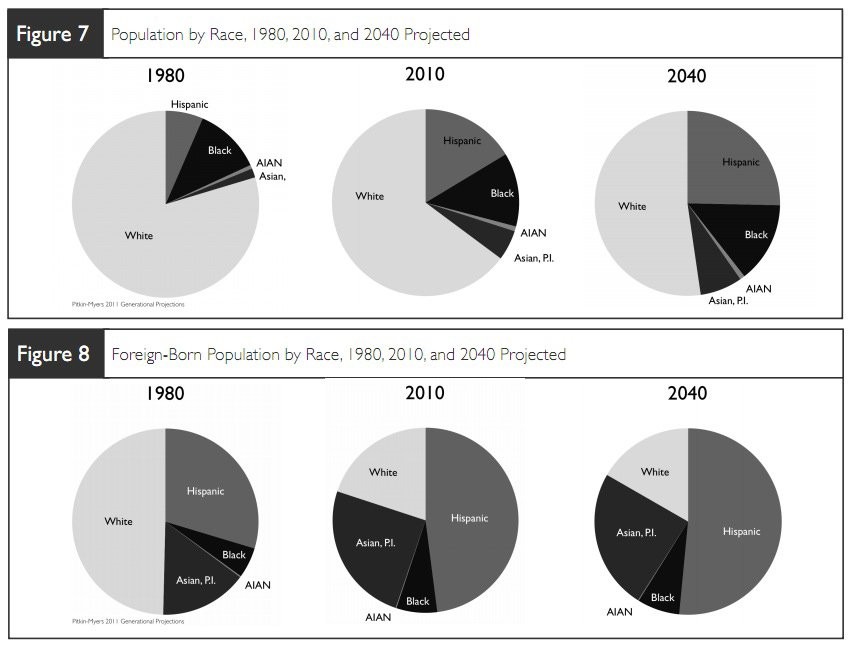 Figure 7
Population by Race, 1980, 2010, and 2040 Projected
1980
2010
2040
Hispanic
Black
AIAN
Asian,
White
Hispanic
Black
AIAN
Asian, P.I.
White
Hispanic
Black
AIAN
Asian, P.I.
White
Pitkin-Myers 2011 Generational Projections
Figure 8
Foreign-Born Population by Race, 1980, 2010, and 2040 Projected
1980
2010
2040
White
Hispanic
Black
Asian, P.I.
AIAN
White
Hispanic
Asian, P.I.
Black
AIAN
White
Hispanic
Asian, P.I.
Black
AIAN
Pitkin-Myers 2011 Generational Projections